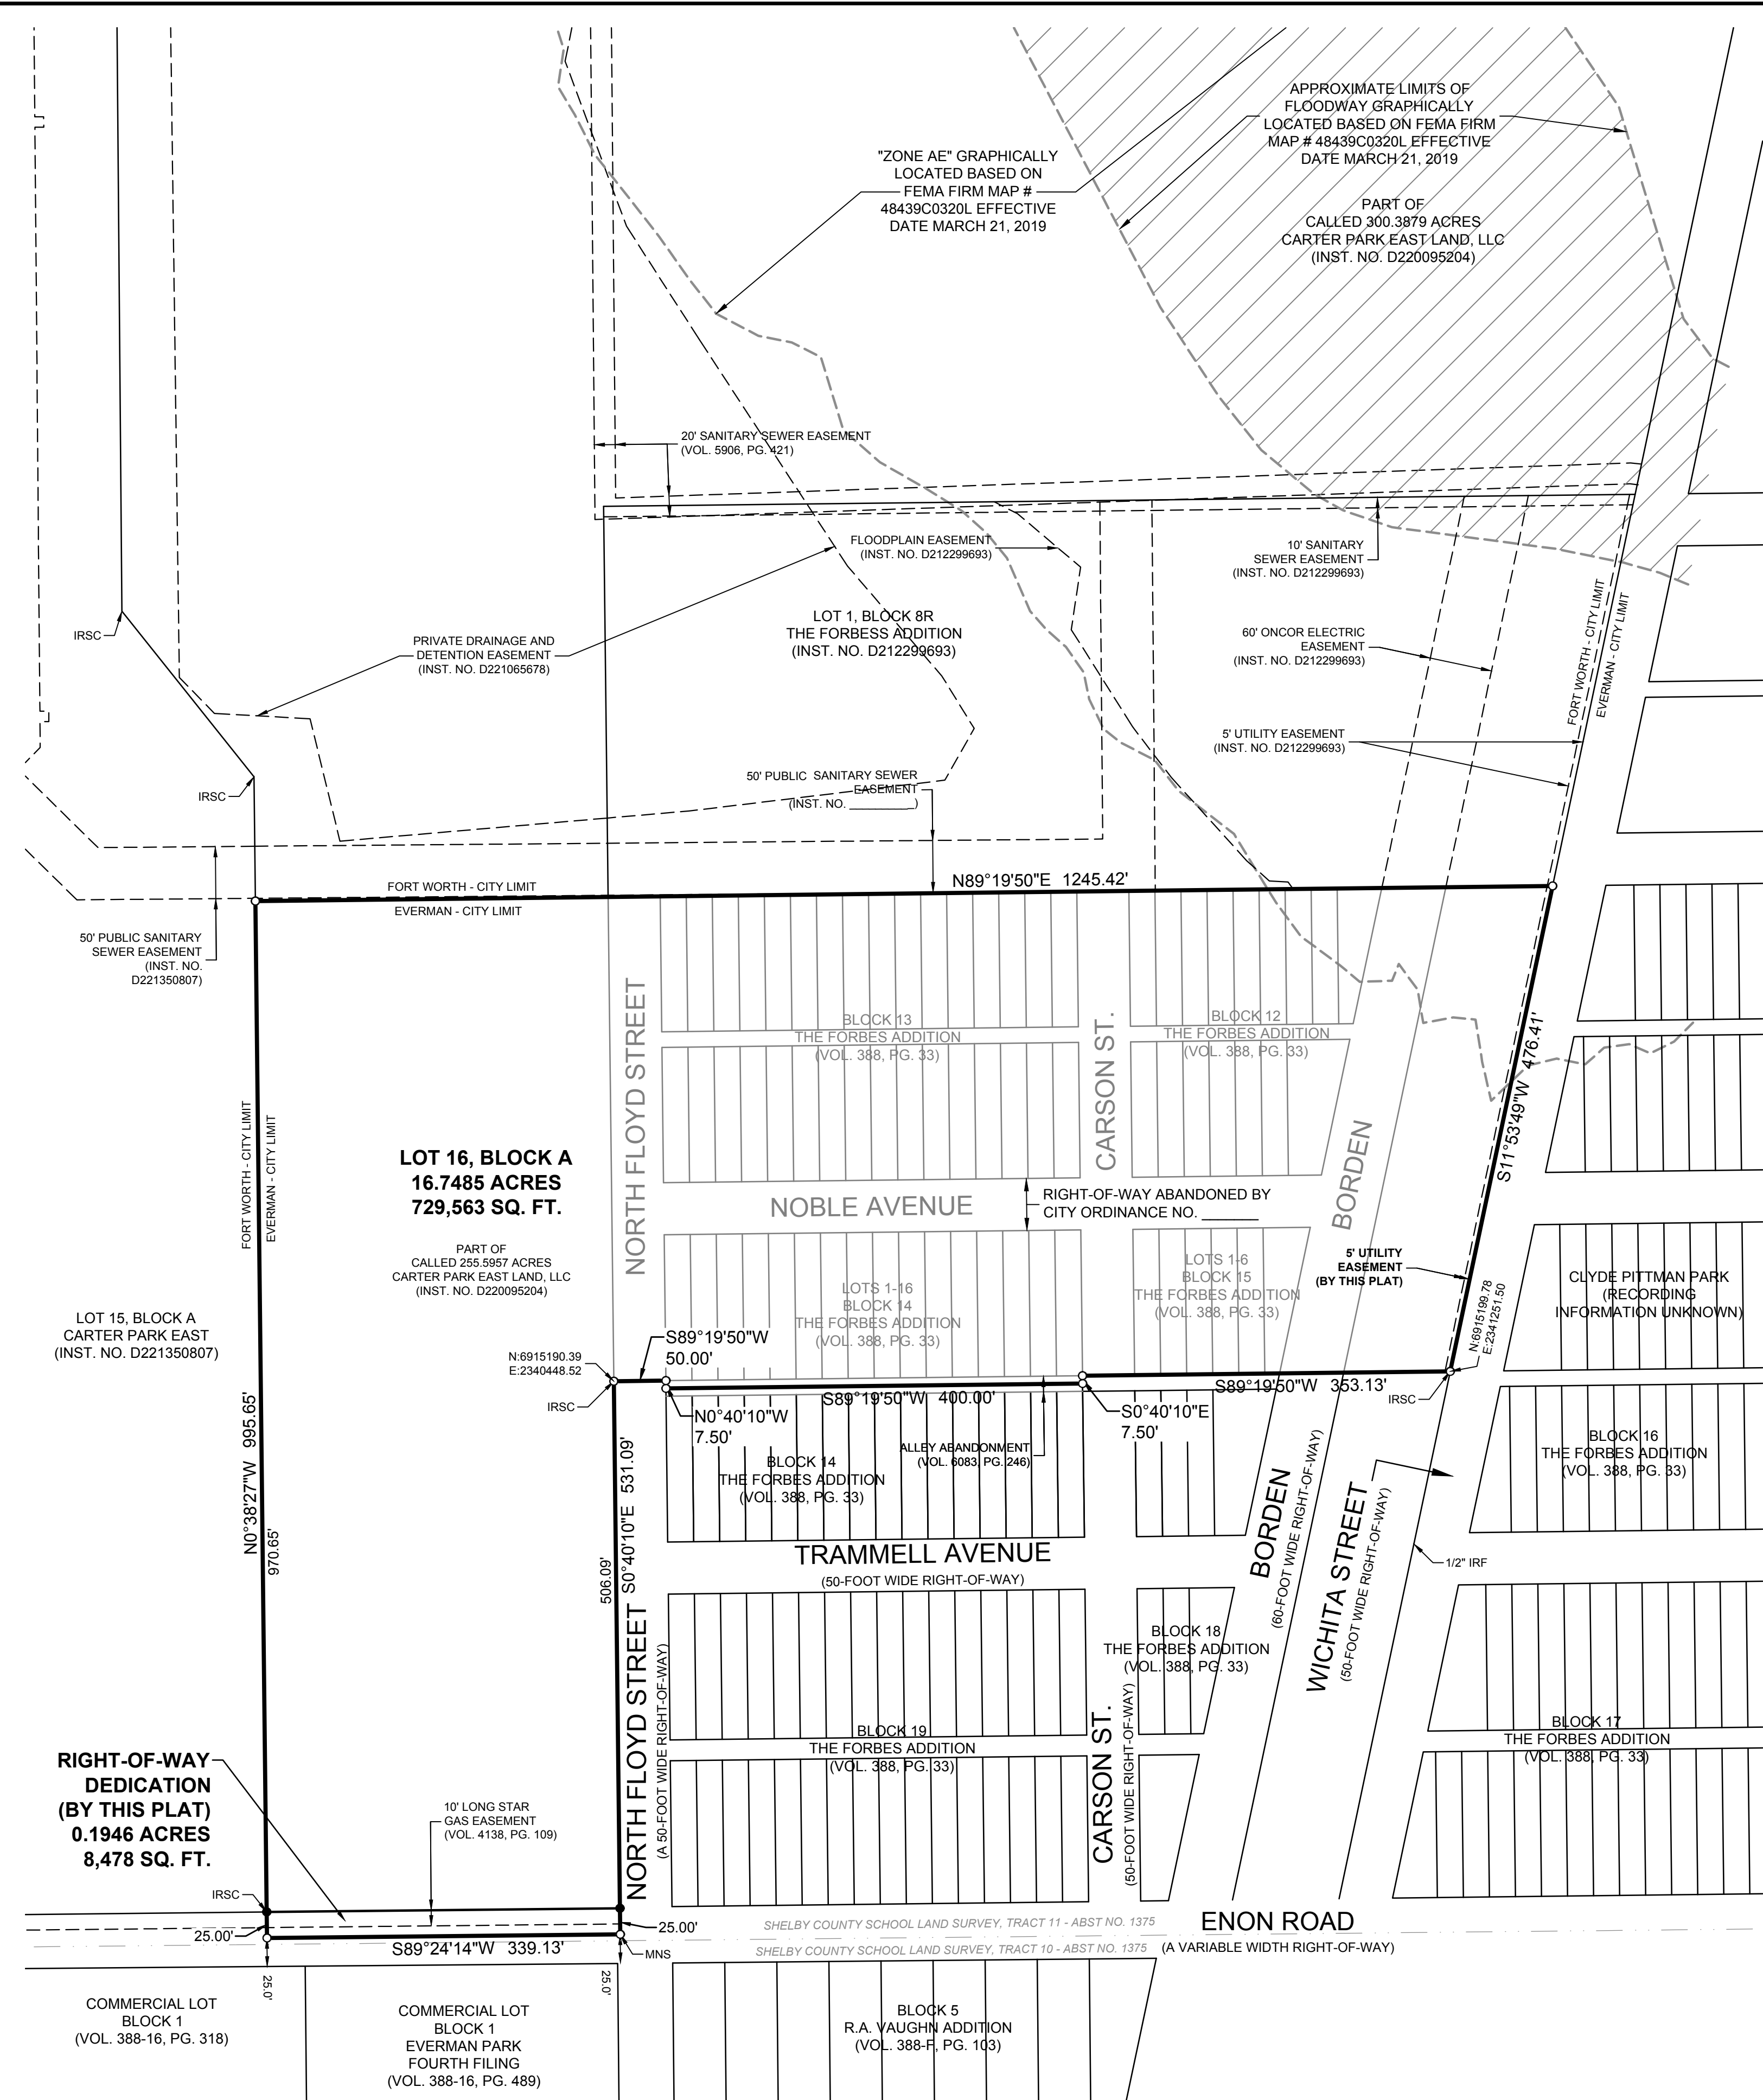 APPROXIMATE LIMITS OF
FLOODWAY GRAPHICALLY
LOCATED BASED ON FEMA FIRM
MAP # 48439C0320L EFFECTIVE
DATE MARCH 21, 2019
"ZONE AE" GRAPHICALLY
LOCATED BASED ON
FEMA FIRM MAP #
48439C0320L EFFECTIVE
DATE MARCH 21, 2019
PART OF
CALLED 300.3879 ACRES
CARTER PARK EAST LAND, LLC
(INST. NO. D220095204)
20' SANITARY SEWER EASEMENT
(VOL. 5906, PG. 421)
FLOODPLAIN EASEMENT
(INST. NO. D212299693)
10' SANITARY
SEWER EASEMENT
(INST. NO. D212299693)
IRSC
PRIVATE DRAINAGE AND
DETENTION EASEMENT
(INST. NO. D221065678)
LOT 1, BLOCK 8R
THE FORBESS ADDITION
(INST. NO. D212299693)
60' ONCOR ELECTRIC
EASEMENT
(INST. NO. D212299693)
FORT WORTH - CITY LIMIT
EVERMAN - CITY LIMIT
5' UTILITY EASEMENT
(INST. NO. D212299693)
IRSC
50' PUBLIC SANITARY SEWER
EASEMENT
(INST. NO. __________)
FORT WORTH - CITY LIMIT
EVERMAN - CITY LIMIT
N89°19'50"E 1245.42'
50' PUBLIC SANITARY
SEWER EASEMENT
(INST. NO.
D221350807)
BLOCK 13
THE FORBES ADDITION
(VOL. 388, PG. 33)
BLOCK 12
THE FORBES ADDITION
(VOL. 388, PG. 33)
NORTH FLOYD STREET
CARSON ST.
BORDEN
S11°53'49"W 476.41'
FORT WORTH - CITY LIMIT
EVERMAN - CITY LIMIT
LOT 16, BLOCK A
16.7485 ACRES
729,563 SQ. FT.
NOBLE AVENUE
RIGHT-OF-WAY ABANDONED BY
CITY ORDINANCE NO. ________
PART OF
CALLED 255.5957 ACRES
CARTER PARK EAST LAND, LLC
(INST. NO. D220095204)
LOTS 1-16
BLOCK 14
THE FORBES ADDITION
(VOL. 388, PG. 33)
LOTS 1-6
BLOCK 15
THE FORBES ADDITION
(VOL. 388, PG. 33)
5' UTILITY
EASEMENT
(BY THIS PLAT)
N:6915199.78
E:2341251.50
CLYDE PITTMAN PARK
(RECORDING
INFORMATION UNKNOWN)
LOT 15, BLOCK A
CARTER PARK EAST
(INST. NO. D221350807)
N:6915190.39
E:2340448.52
S89°19'50"W
50.00'
IRSC
N0°40'10"W
7.50'
S89°19'50"W 400.00'
S0°40'10"E
7.50'
S89°19'50"W 353.13'
IRSC
N0°38'27"W 995.65'
970.65'
506.09'
S0°40'10"E 531.09'
BLOCK 14
THE FORBES ADDITION
(VOL. 388, PG. 33)
ALLEY ABANDONMENT
(VOL. 6083, PG. 246)
BLOCK 16
THE FORBES ADDITION
(VOL. 388, PG. 33)
TRAMMELL AVENUE
(50-FOOT WIDE RIGHT-OF-WAY)
BORDEN
(60-FOOT WIDE RIGHT-OF-WAY)
WICHITA STREET
(50-FOOT WIDE RIGHT-OF-WAY)
1/2" IRF
NORTH FLOYD STREET
(A 50-FOOT WIDE RIGHT-OF-WAY)
BLOCK 18
THE FORBES ADDITION
(VOL. 388, PG. 33)
BLOCK 19
THE FORBES ADDITION
(VOL. 388, PG. 33)
CARSON ST.
(50-FOOT WIDE RIGHT-OF-WAY)
BLOCK 17
THE FORBES ADDITION
(VOL. 388, PG. 33)
RIGHT-OF-WAY
DEDICATION
(BY THIS PLAT)
0.1946 ACRES
8,478 SQ. FT.
10' LONG STAR
GAS EASEMENT
(VOL. 4138, PG. 109)
IRSC
25.00'
S89°24'14"W 339.13'
25.00'
MNS
SHELBY COUNTY SCHOOL LAND SURVEY, TRACT 11 - ABST NO. 1375
SHELBY COUNTY SCHOOL LAND SURVEY, TRACT 10 - ABST NO. 1375
ENON ROAD
(A VARIABLE WIDTH RIGHT-OF-WAY)
25.0'
25.0'
COMMERCIAL LOT
BLOCK 1
(VOL. 388-16, PG. 318)
COMMERCIAL LOT
BLOCK 1
EVERMAN PARK
FOURTH FILING
(VOL. 388-16, PG. 489)
BLOCK 5
R.A. VAUGHN ADDITION
(VOL. 388-F, PG. 103)